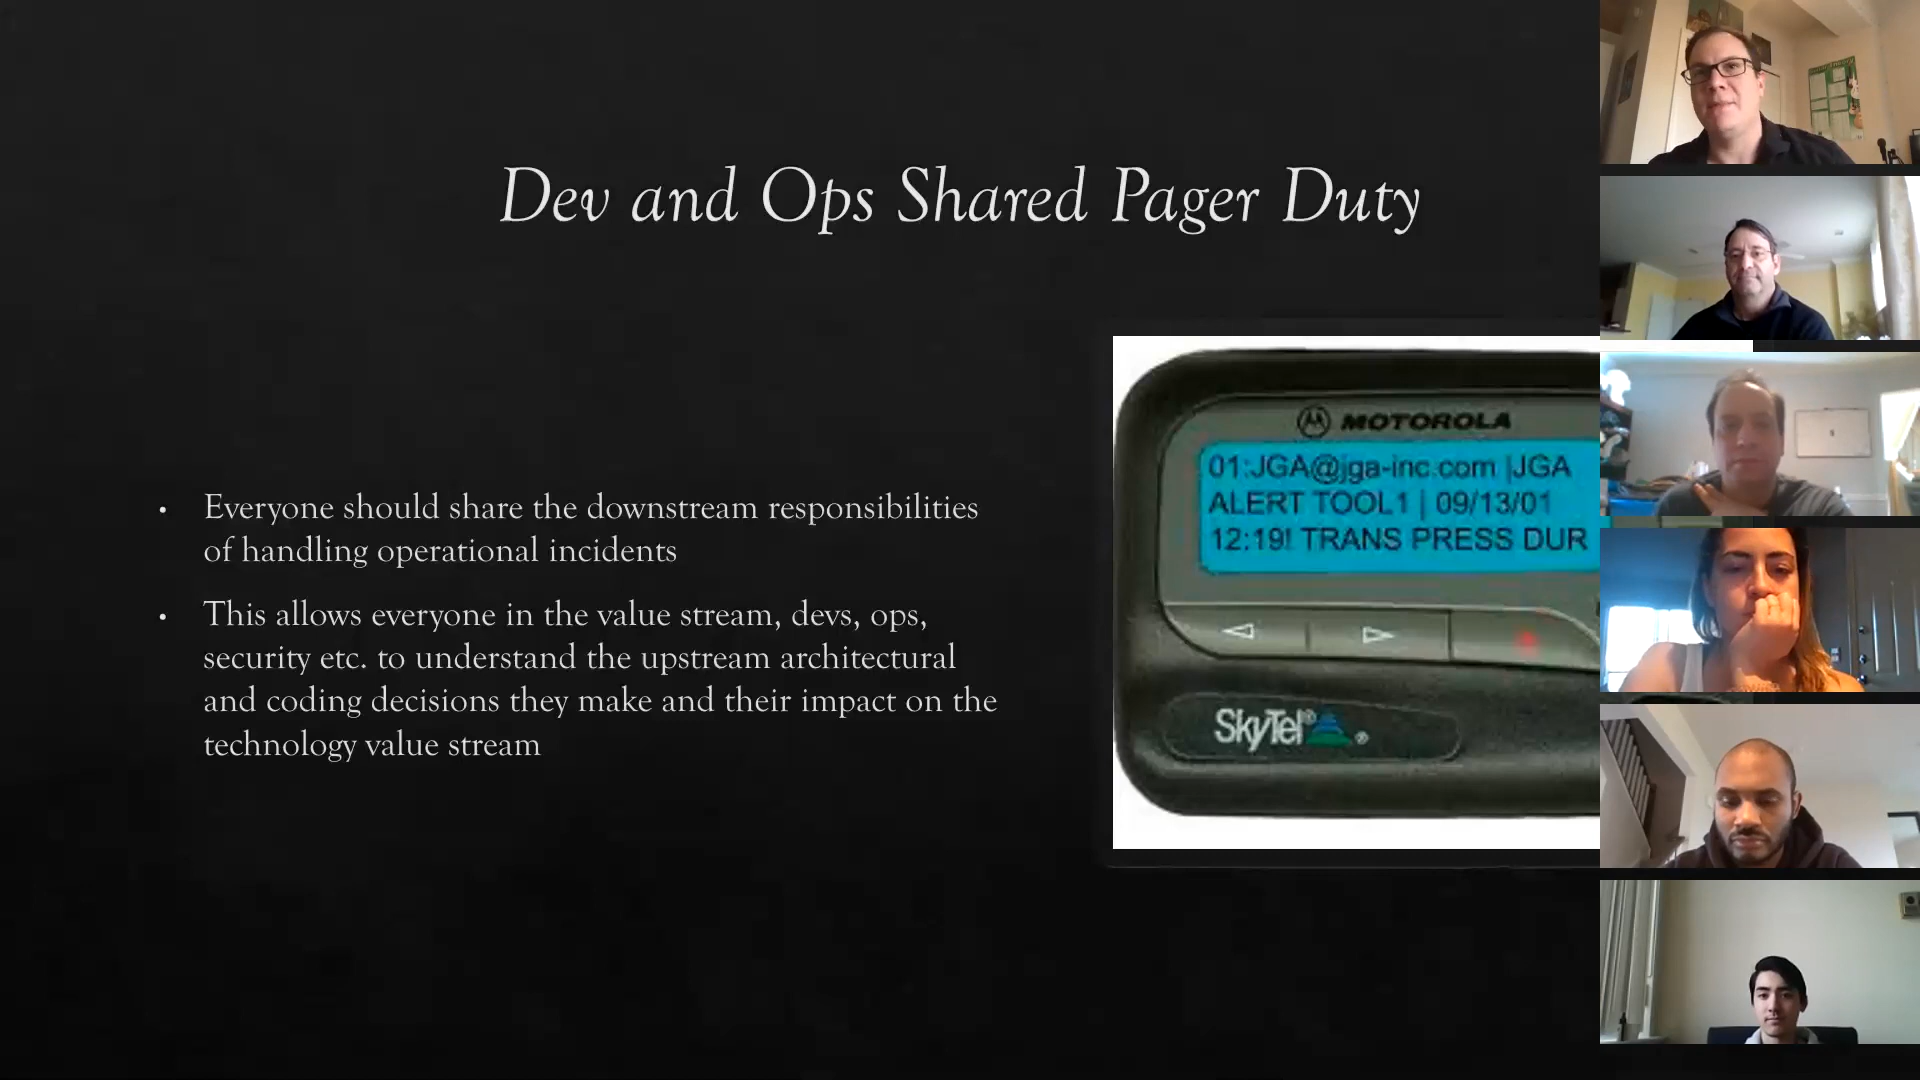 Dev and Ops Shared Pager Duty
• Everyone should share the downstream responsibilities
of handling operational incidents
• This allows everyone in the value stream, devs, ops,
security etc. to understand the upstream architectural
and coding decisions they make and their impact on the
technology value stream
MOTOROLA
01:JGA@jga-inc.com |JGA
ALERT TOOL1 | 09/13/01
12:19! TRANS PRESS DUR
SkyTel®